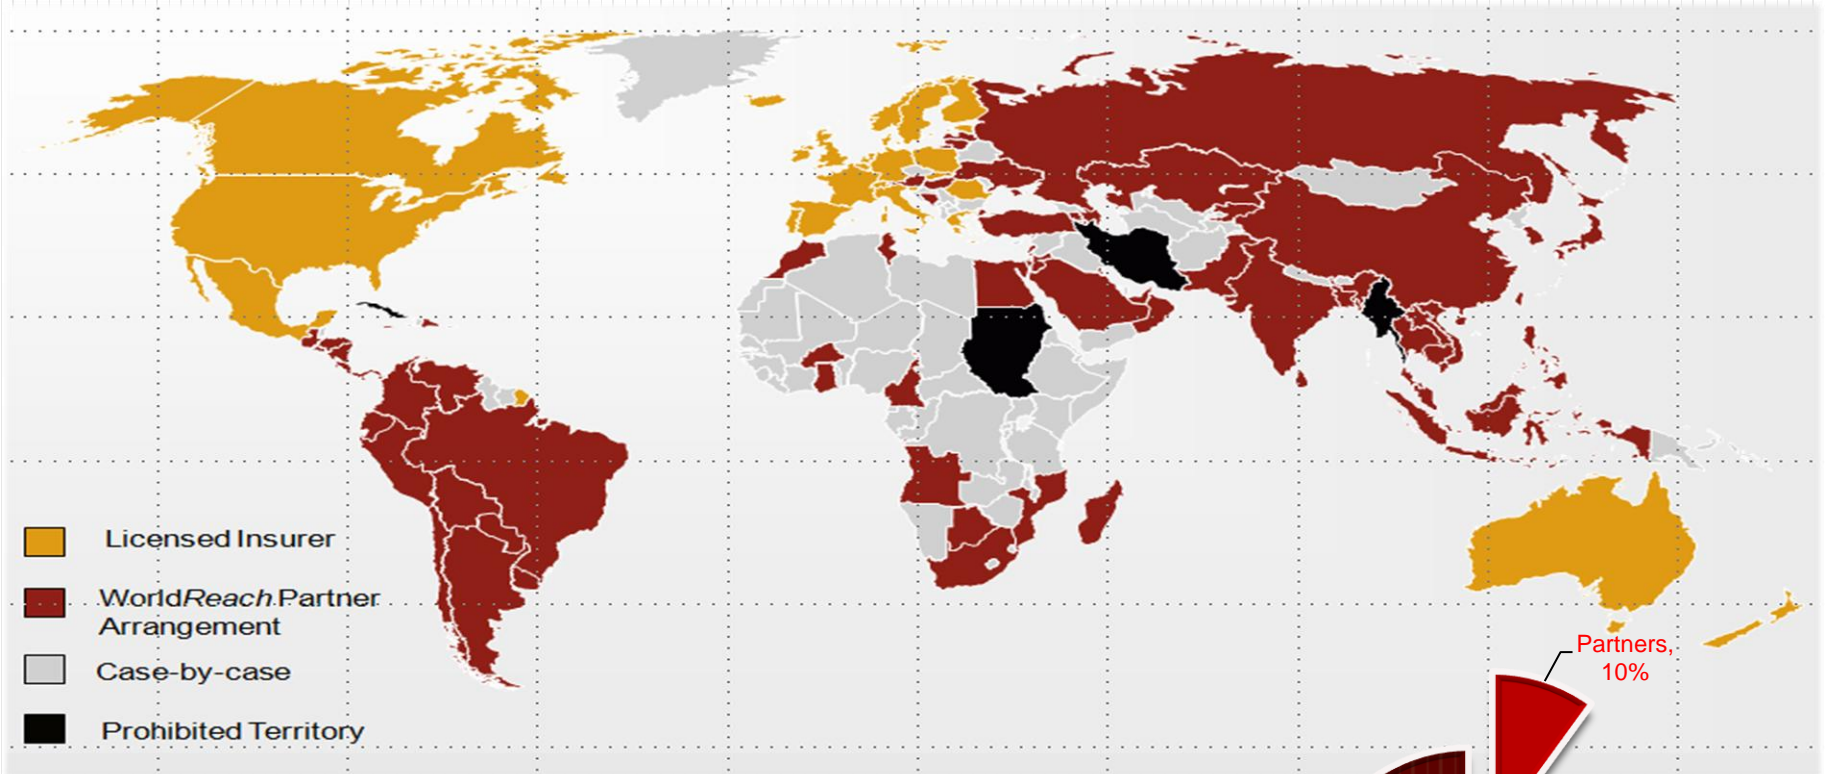 Licensed Insurer
WorldReach Partner
Arrangement
Case-by-case
Prohibited Territory
Partners,
10%